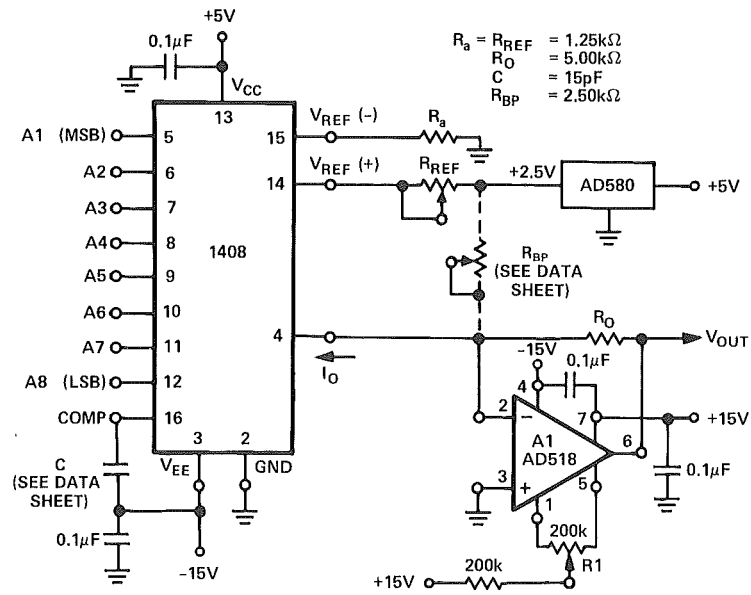 +5V
0.1μF
Ra = RREF = 1.25kΩ
RO = 5.00kΩ
C = 15pF
RBP = 2.50kΩ
VCC
13
A1 (MSB)
5
15
VREF (-)
Ra
A2
6
VREF (+)
RREF
14
+2.5V
AD580
+5V
A3
7
A4
8
1408
A5
9
RBP
(SEE DATA
SHEET)
A6
10
A7
11
4
IO
RO
VOUT
A8 (LSB)
12
-15V
0.1μF
COMP
16
4
7
+15V
2
−
A1
AD518
6
3
+
5
1
0.1μF
C
(SEE DATA
SHEET)
3
2
VEE
GND
0.1μF
-15V
200k
R1
+15V
200k